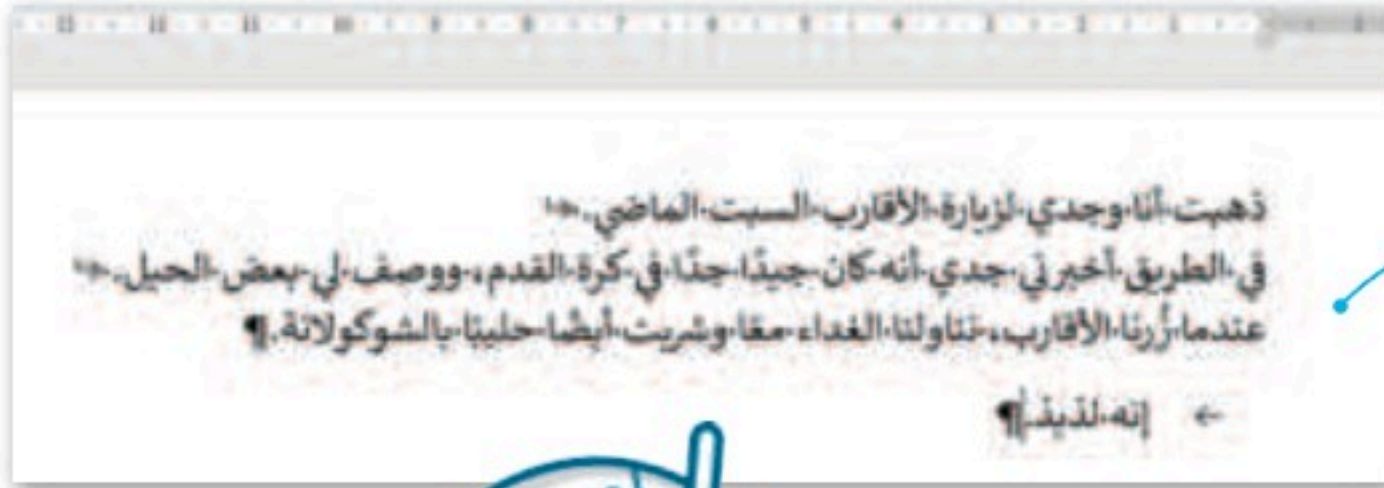 ذهبت أنا وجدي لزيارة الأقارب السبت الماضي.
في الطريق أخبرني جدي أنه كان جيدًا جدًا في كرة القدم، ووصف لي بعض الحيل.
عندما زُرنا الأقارب، تناولنا الغداء معًا وشربت أيضًا حليبًا بالشوكولاتة.¶
← إنه لذيذ.¶